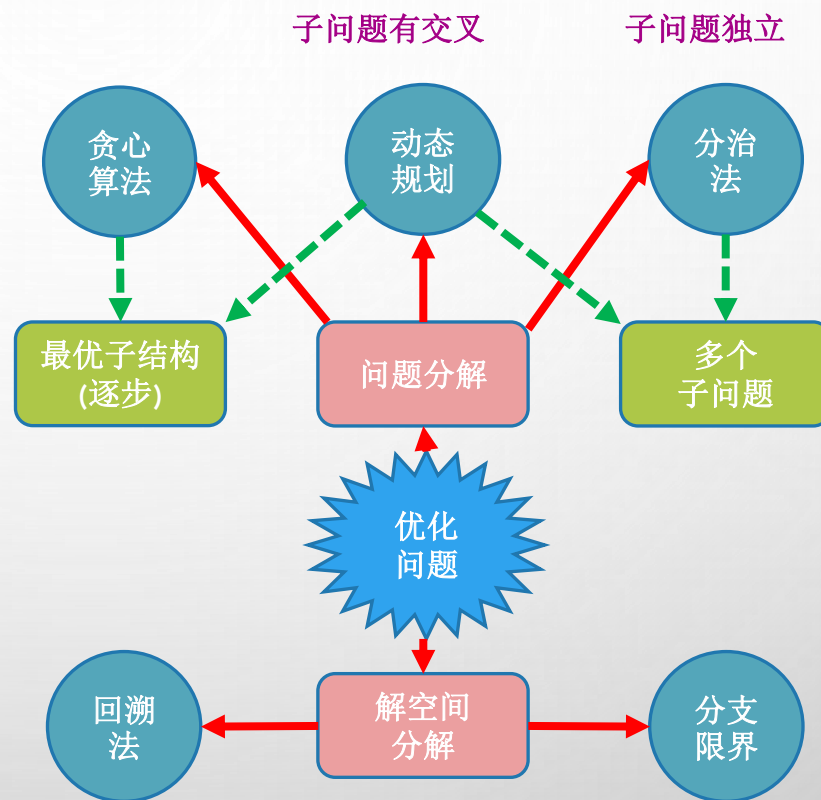 子问题有交叉
子问题独立
贪心
算法
动态
规划
分治
法
最优子结构
(逐步)
问题分解
多个
子问题
优化
问题
回溯
法
解空间
分解
分支
限界